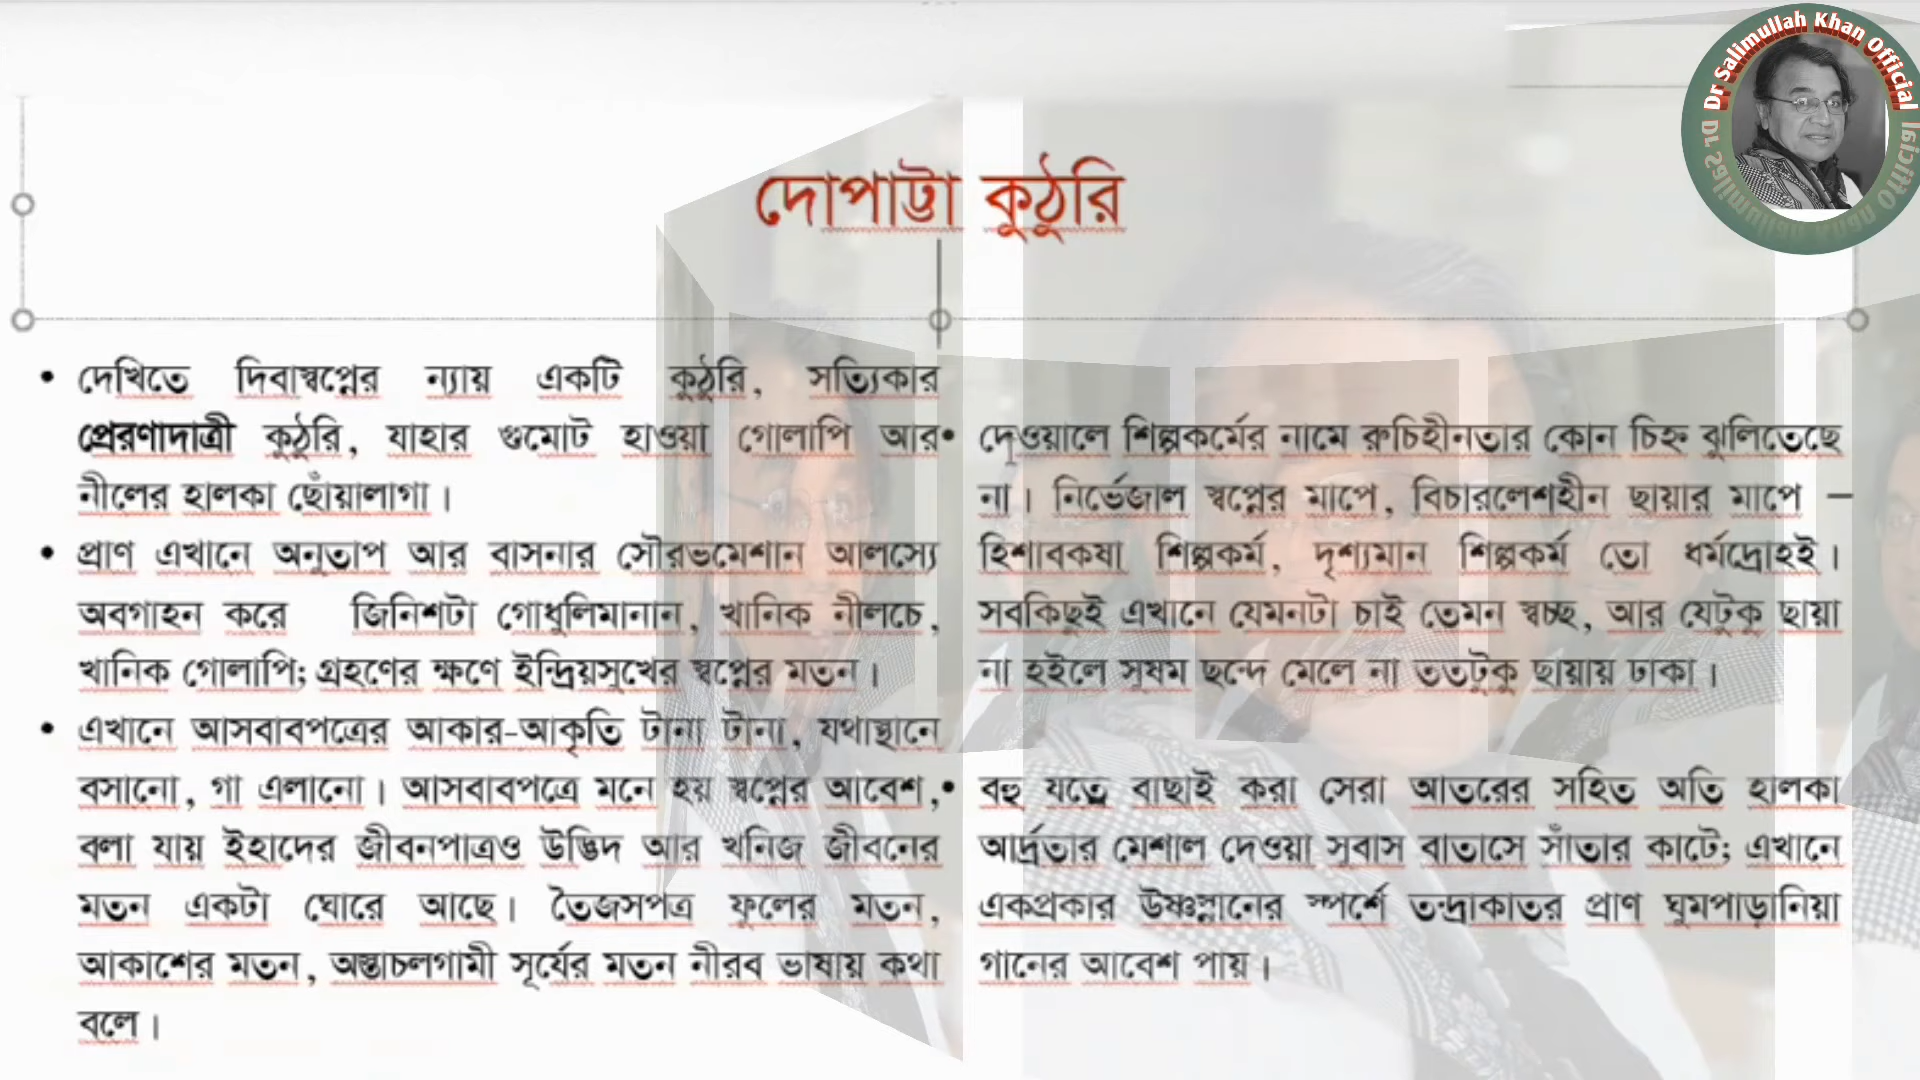 Dr Salimullah Khan Official
দোপাট্টা কুঠুরি
• দেখিতে দিবাস্বপ্নের ন্যায় একটি কুঠুরি, সত্যিকার
প্রেরণাদাত্রী কুঠুরি, যাহার গুমোট হাওয়া গোলাপি আর
নীলের হালকা ছোঁয়ালাগা।
• প্রাণ এখানে অনুতাপ আর বাসনার সৌরভমেশান আলস্যে
অবগাহন করে জিনিশটা গোধুলিমানান, খানিক নীলচে,
খানিক গোলাপি; গ্রহণের ক্ষণে ইন্দ্রিয়সুখের স্বপ্নের মতন।
• এখানে আসবাবপত্রের আকার-আকৃতি টানা টানা, যথাস্থানে
বসানো, গা এলানো। আসবাবপত্রে মনে হয় স্বপ্নের আবেশ,
বলা যায় ইহাদের জীবনপাত্রও উদ্ভিদ আর খনিজ জীবনের
মতন একটা ঘোরে আছে। তৈজসপত্র ফুলের মতন,
আকাশের মতন, অস্তাচলগামী সূর্যের মতন নীরব ভাষায় কথা
বলে।
• দেওয়ালে শিল্পকর্মের নামে রুচিহীনতার কোন চিহ্ন ঝুলিতেছে
না। নির্ভেজাল স্বপ্নের মাপে, বিচারলেশহীন ছায়ার মাপে –
হিশাবকষা শিল্পকর্ম, দৃশ্যমান শিল্পকর্ম তো ধর্মদ্রোহই।
সবকিছুই এখানে যেমনটা চাই তেমন স্বচ্ছ, আর যেটুকু ছায়া
না হইলে সুষম ছন্দে মেলে না ততটুকু ছায়ায় ঢাকা।
• বহু যত্নে বাছাই করা সেরা আতরের সহিত অতি হালকা
আর্দ্রতার মেশাল দেওয়া সুবাস বাতাসে সাঁতার কাটে; এখানে
একপ্রকার উষ্ণস্নানের স্পর্শে তন্দ্রাকাতর প্রাণ ঘুমপাড়ানিয়া
গানের আবেশ পায়।